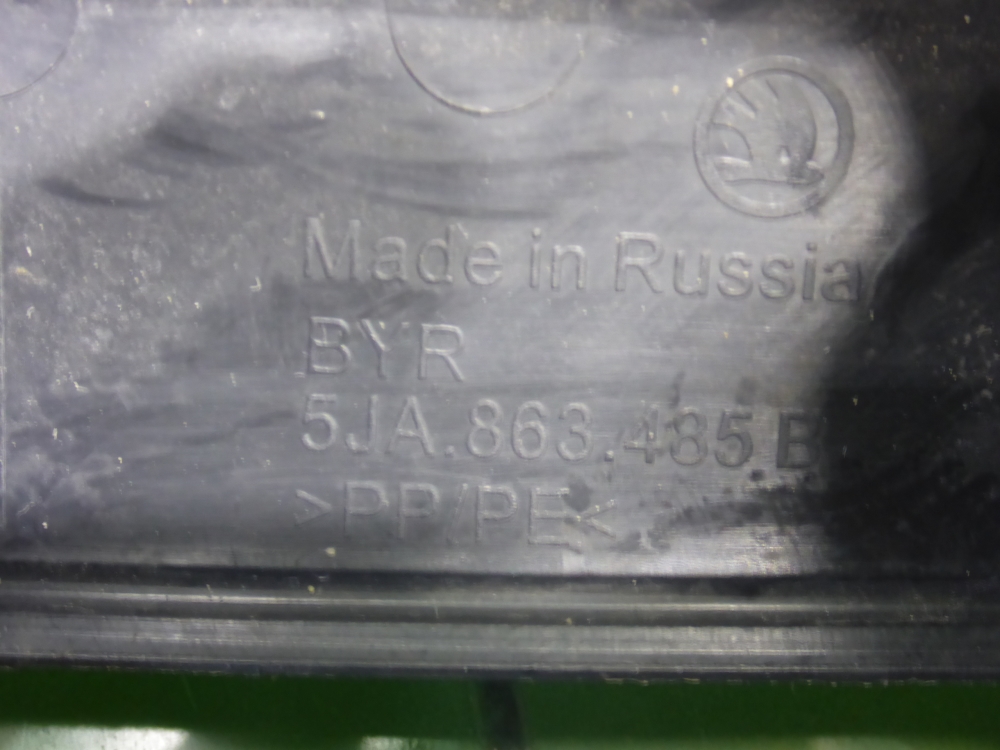 Made in Russia
BYR
5JA.863.485 B
>PP/PE<